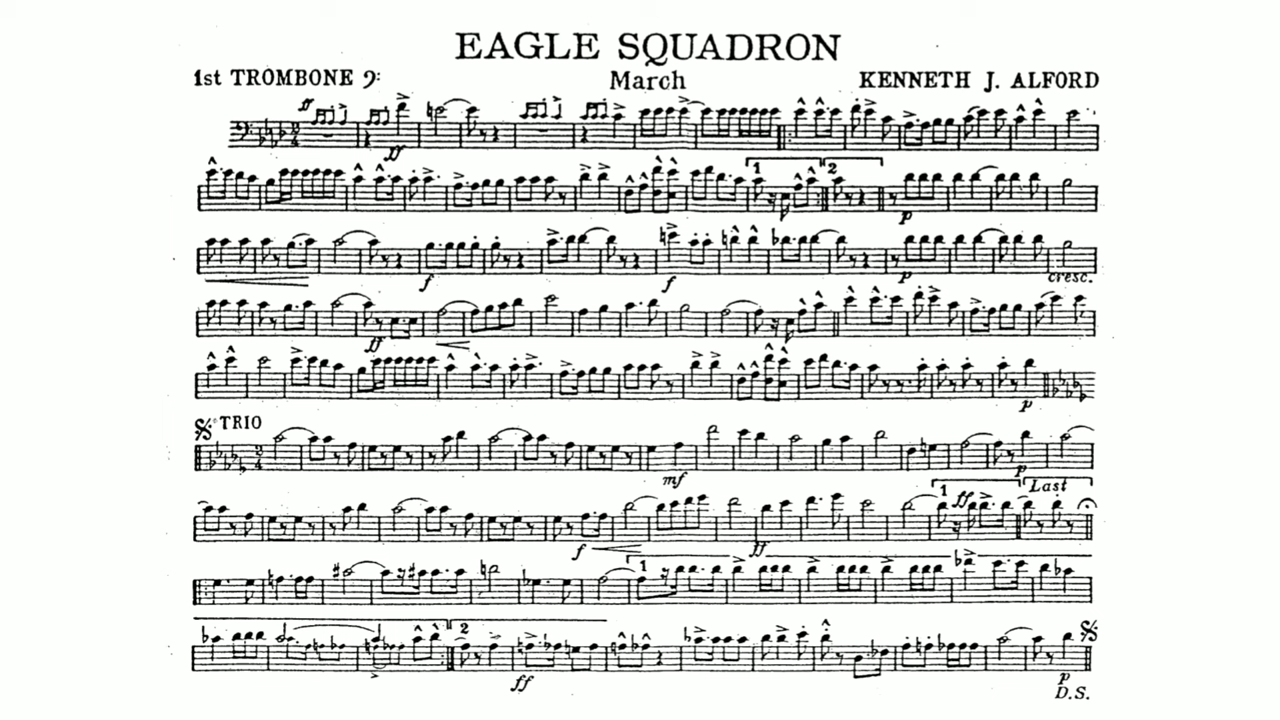 EAGLE SQUADRON
1st TROMBONE 𝄢 March KENNETH J. ALFORD
ff
ff
1 2
p
f f p cresc.
ff
p
TRIO
mf p
1 ff Last
f ff
1
2
ff p
D.S.